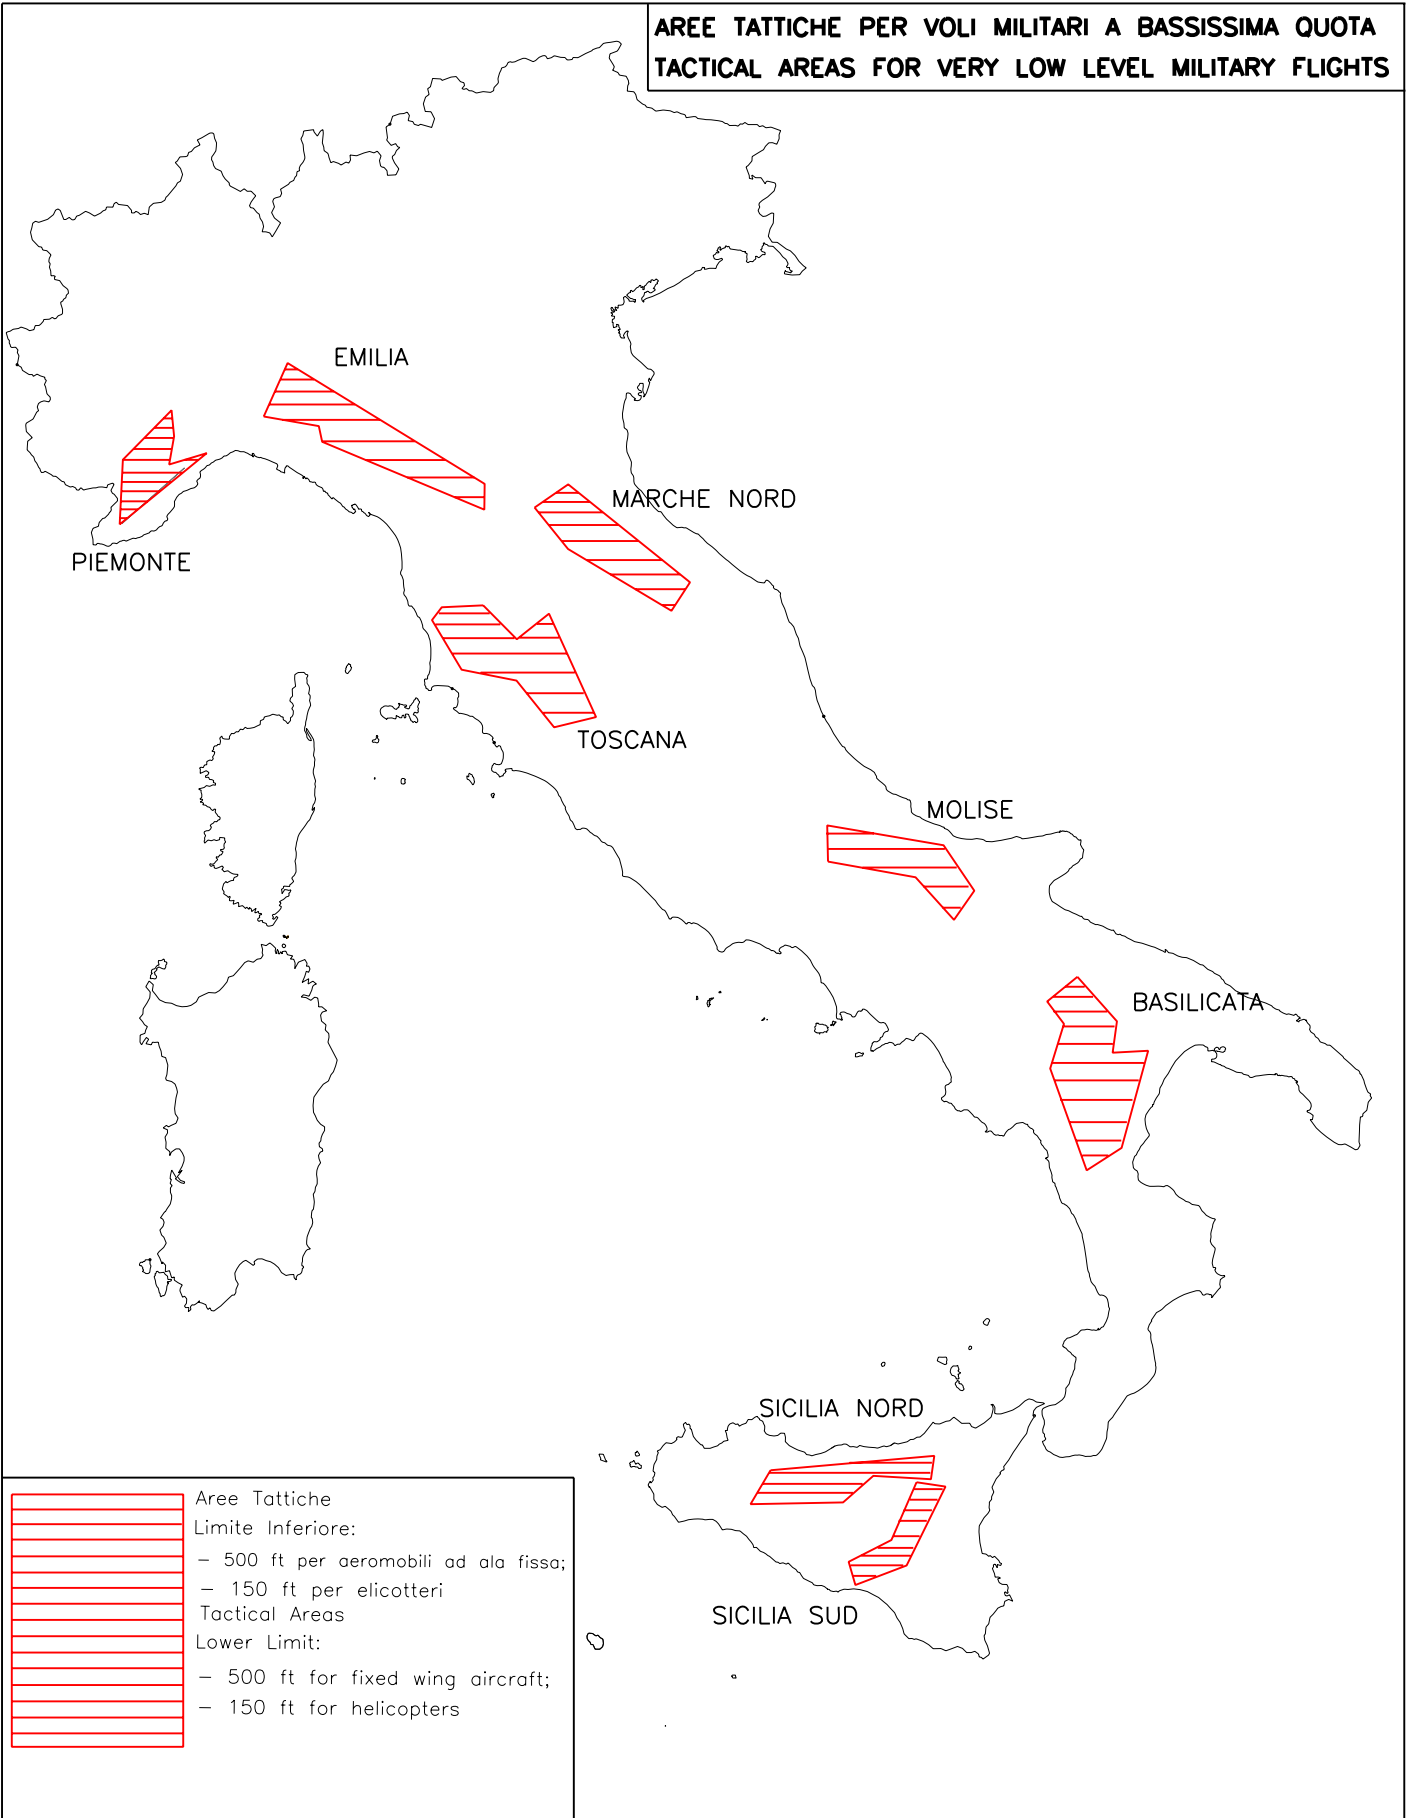 AREE TATTICHE PER VOLI MILITARI A BASSISSIMA QUOTA
TACTICAL AREAS FOR VERY LOW LEVEL MILITARY FLIGHTS
EMILIA
MARCHE NORD
PIEMONTE
TOSCANA
MOLISE
BASILICATA
SICILIA NORD
SICILIA SUD
Aree Tattiche
Limite Inferiore:
- 500 ft per aeromobili ad ala fissa;
- 150 ft per elicotteri
Tactical Areas
Lower Limit:
- 500 ft for fixed wing aircraft;
- 150 ft for helicopters